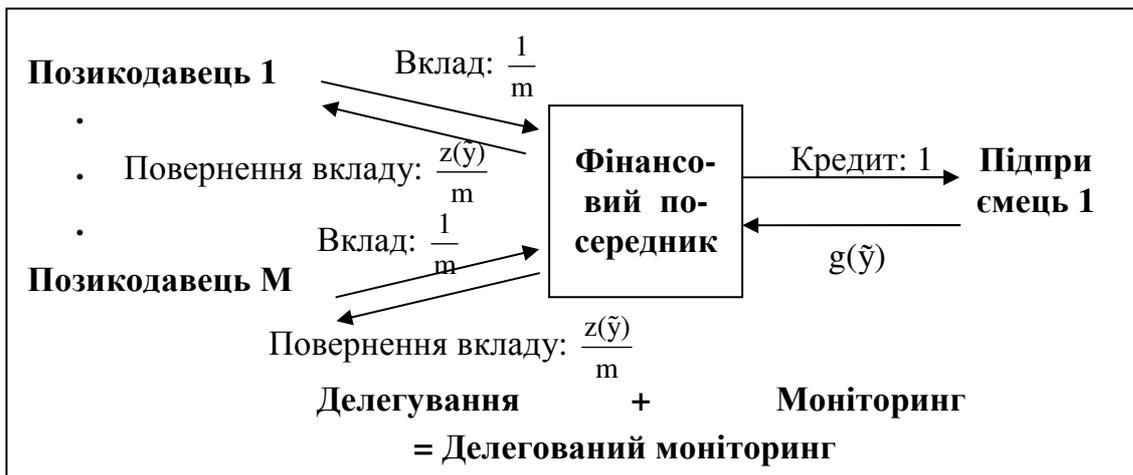 Вклад: 1/m
Позикодавець 1
.
.
.
Повернення вкладу: z(ỹ)/m
Вклад: 1/m
Позикодавець М
Повернення вкладу: z(ỹ)/m
Фінансо-
вий по-
середник
Кредит: 1
g(ỹ)
Підпри
ємець 1
Делегування + Моніторинг
= Делегований моніторинг